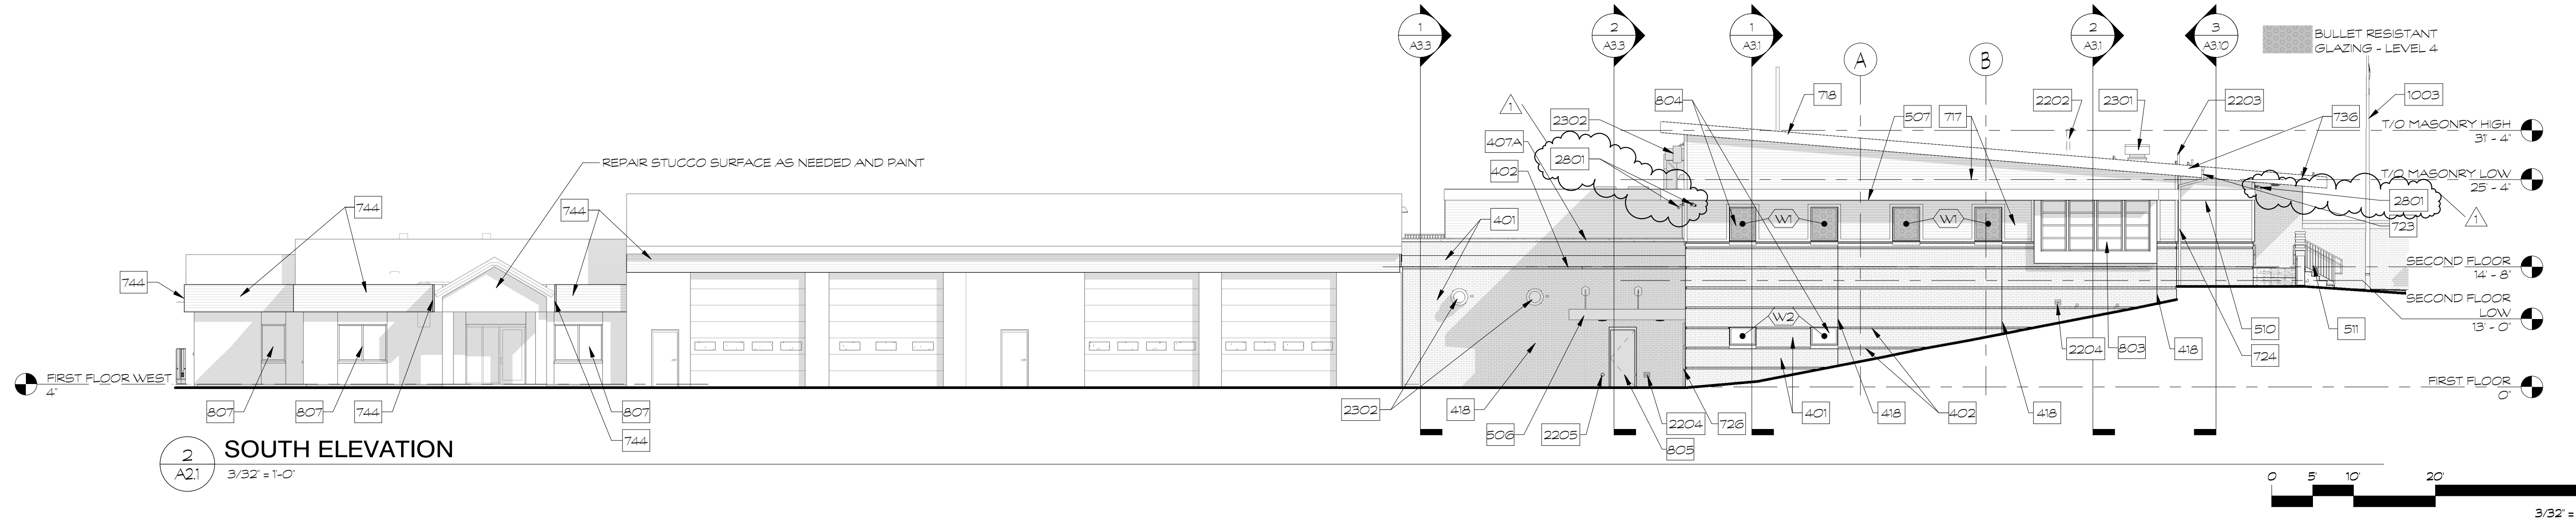 1
A3.3
2
A3.3
1
A3.1
A
B
2
A3.1
3
A3.10
BULLET RESISTANT
GLAZING - LEVEL 4
1
804
718
2202
2301
2203
1003
2302
507
717
736
T/O MASONRY HIGH
31' - 4"
407.A
2801
402
REPAIR STUCCO SURFACE AS NEEDED AND PAINT
T/O MASONRY LOW
25' - 4"
744
744
401
W1
W1
2801
1
723
SECOND FLOOR
14' - 8"
744
SECOND FLOOR
LOW
13' - 0"
W2
510
511
2204
803
418
724
FIRST FLOOR WEST
4"
FIRST FLOOR
0"
807
807
744
807
2302
418
401
418
402
418
744
506
2205
2204
726
805
2
A2.1
SOUTH ELEVATION
3/32" = 1'-0"
0
5'
10'
20'
3/32" =